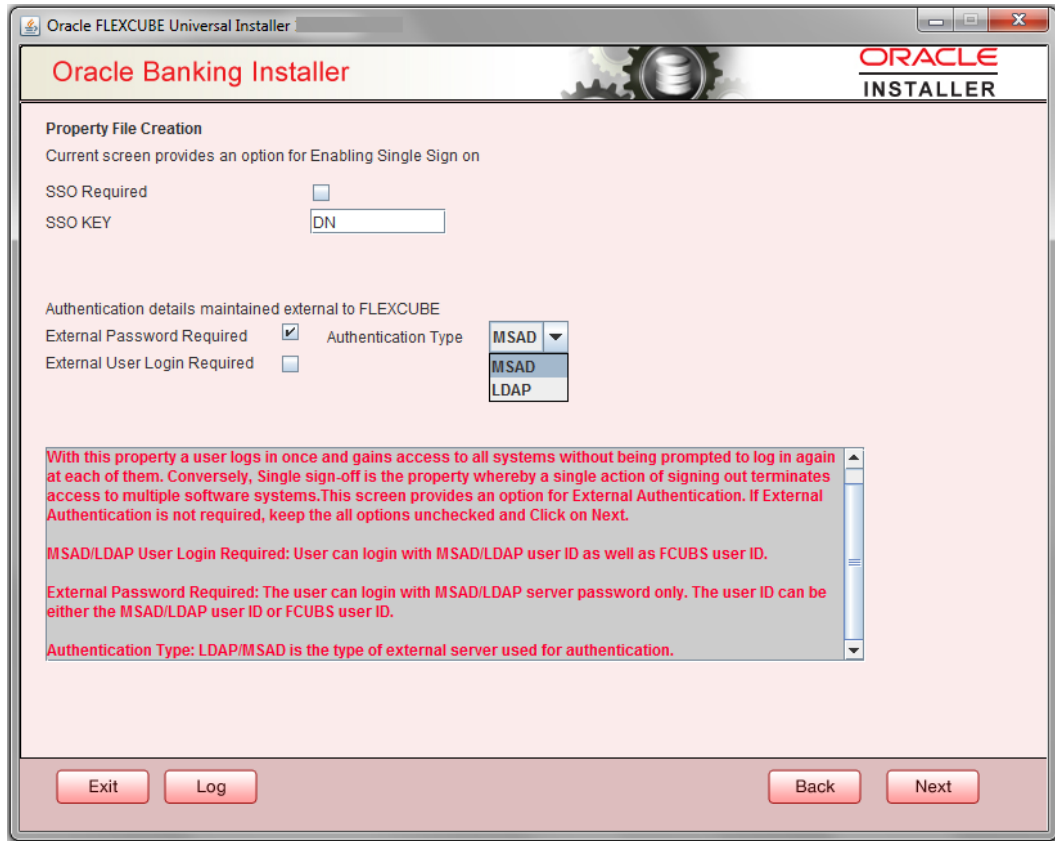 Oracle FLEXCUBE Universal Installer
Oracle Banking Installer
ORACLE
INSTALLER
Property File Creation
Current screen provides an option for Enabling Single Sign on
SSO Required
SSO KEY DN
Authentication details maintained external to FLEXCUBE
External Password Required Authentication Type MSAD
External User Login Required
MSAD
LDAP
With this property a user logs in once and gains access to all systems without being prompted to log in again
at each of them. Conversely, Single sign-off is the property whereby a single action of signing out terminates
access to multiple software systems.This screen provides an option for External Authentication. If External
Authentication is not required, keep the all options unchecked and Click on Next.
MSAD/LDAP User Login Required: User can login with MSAD/LDAP user ID as well as FCUBS user ID.
External Password Required: The user can login with MSAD/LDAP server password only. The user ID can be
either the MSAD/LDAP user ID or FCUBS user ID.
Authentication Type: LDAP/MSAD is the type of external server used for authentication.
Exit Log Back Next